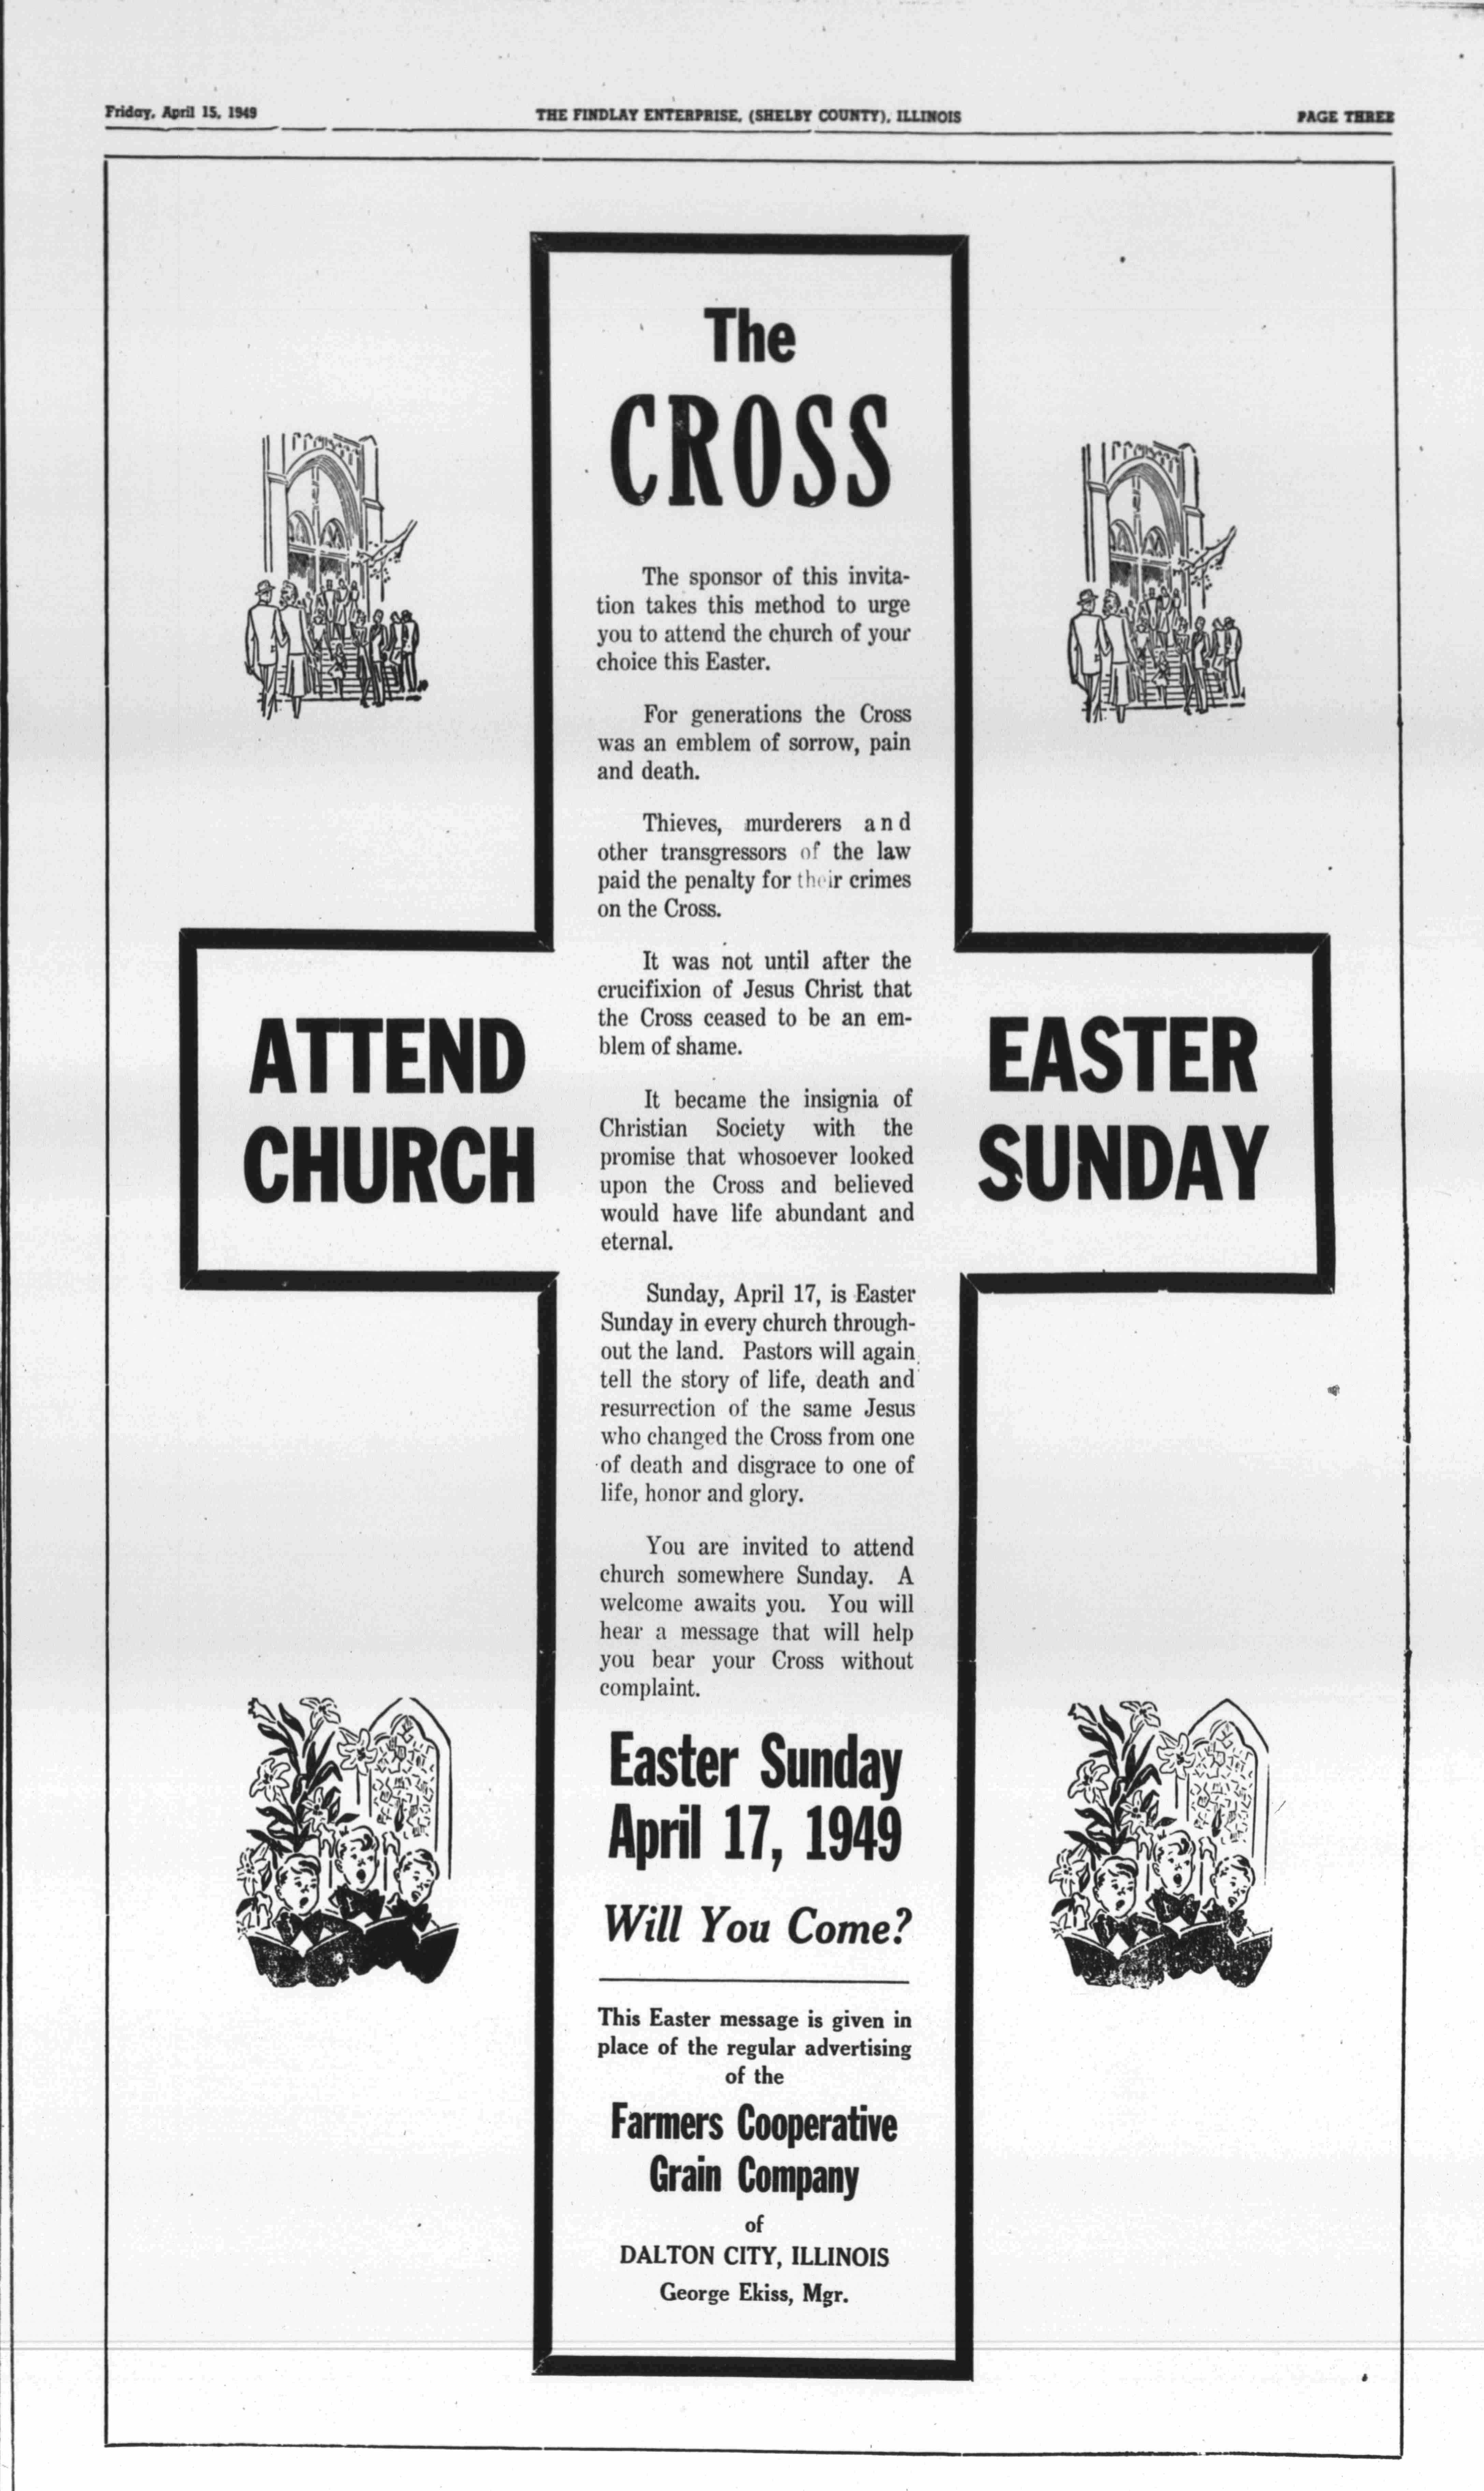 Friday, April 15, 1949
THE FINDLAY ENTERPRISE, (SHELBY COUNTY), ILLINOIS
PAGE THREE
The
CROSS
The sponsor of this invita-
tion takes this method to urge
you to attend the church of your
choice this Easter.
For generations the Cross
was an emblem of sorrow, pain
and death.
Thieves, murderers and
other transgressors of the law
paid the penalty for their crimes
on the Cross.
It was not until after the
crucifixion of Jesus Christ that
the Cross ceased to be an em-
blem of shame.
It became the insignia of
Christian Society with the
promise that whosoever looked
upon the Cross and believed
would have life abundant and
eternal.
Sunday, April 17, is Easter
Sunday in every church through-
out the land. Pastors will again
tell the story of life, death and
resurrection of the same Jesus
who changed the Cross from one
of death and disgrace to one of
life, honor and glory.
You are invited to attend
church somewhere Sunday. A
welcome awaits you. You will
hear a message that will help
you bear your Cross without
complaint.
ATTEND
CHURCH
EASTER
SUNDAY
Easter Sunday
April 17, 1949
Will You Come?
This Easter message is given in
place of the regular advertising
of the
Farmers Cooperative
Grain Company
of
DALTON CITY, ILLINOIS
George Ekiss, Mgr.